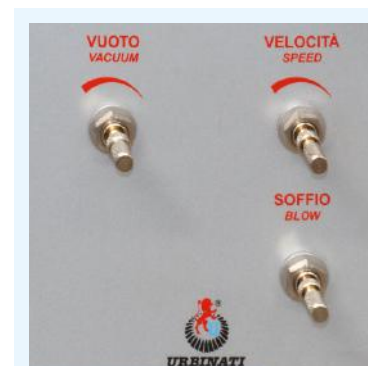 VUOTO
VACUUM
VELOCITÀ
SPEED
SOFFIO
BLOW
®
URBINATI